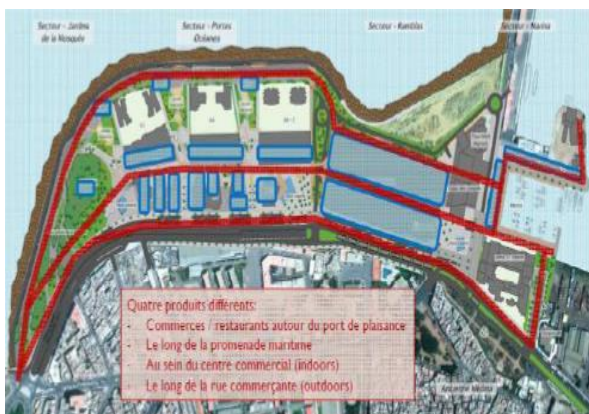 Secteur - Jardins
de la Mosquée
Secteur - Portes
Océanes
Secteur - Ramblas
Secteur - Marina
Quatre produits différents:
- Commerces / restaurants autour du port de plaisance
- Le long de la promenade maritime
- Au sein du centre commercial (indoors)
- Le long de la rue commerçante (outdoors)
Ancienne Médina